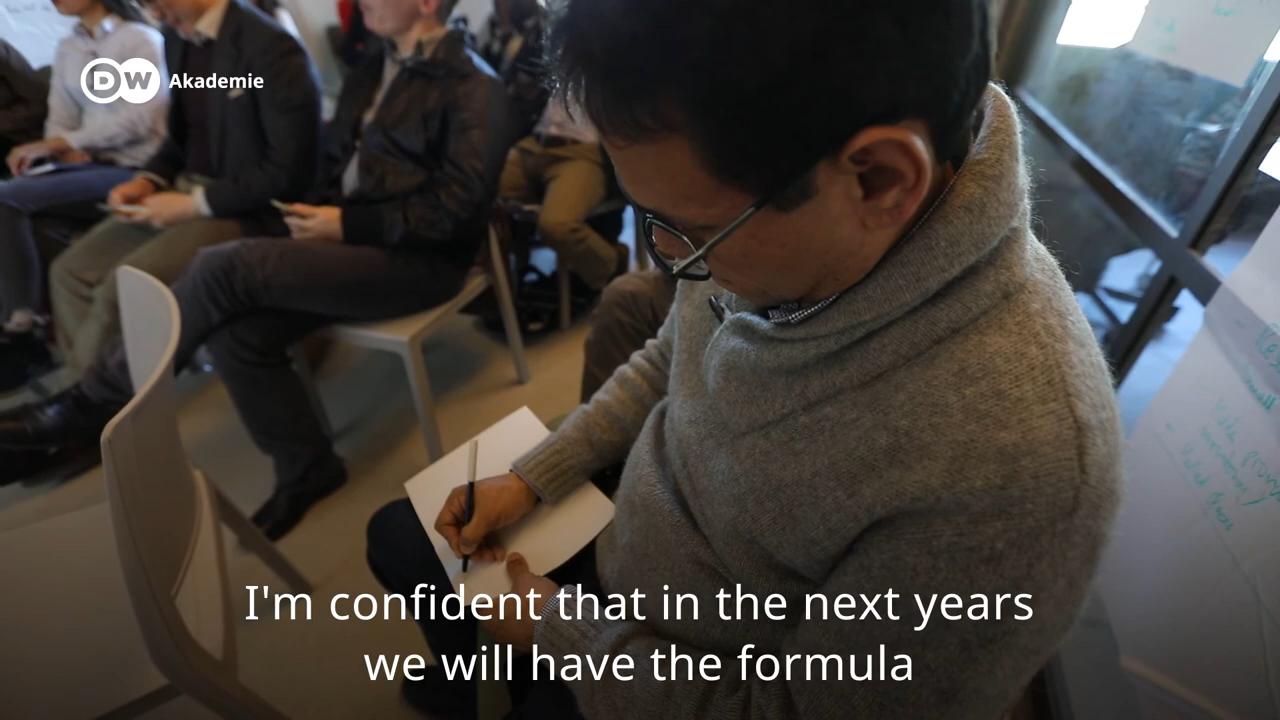 DW Akademie
I'm confident that in the next years
we will have the formula